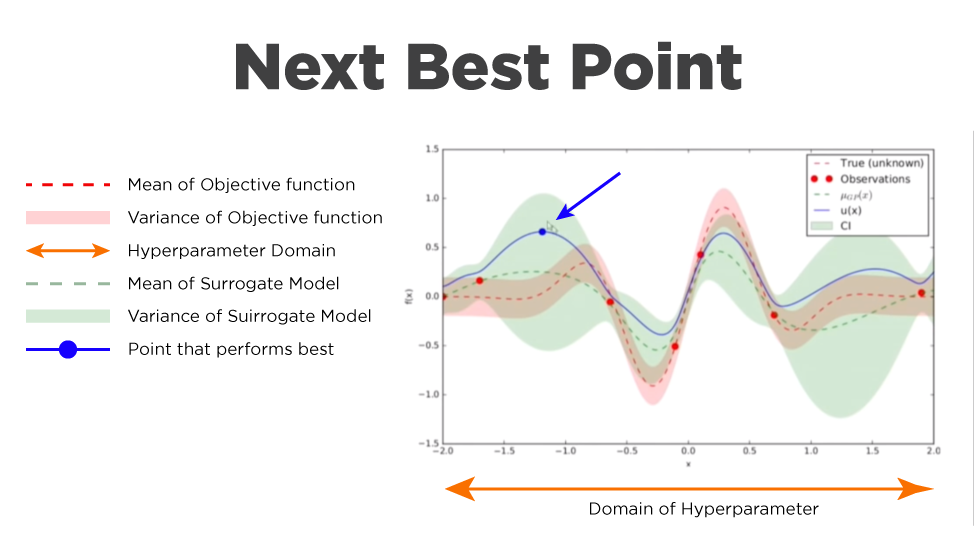 Next Best Point
Mean of Objective function
Variance of Objective function
Hyperparameter Domain
Mean of Surrogate Model
Variance of Suirrogate Model
Point that performs best
1.5
1.0
0.5
0.0
−0.5
−1.0
−1.5
f(x)
−2.0 −1.5 −1.0 −0.5 0.0 0.5 1.0 1.5 2.0
x
True (unknown)
Observations
μGP(x)
u(x)
CI
Domain of Hyperparameter